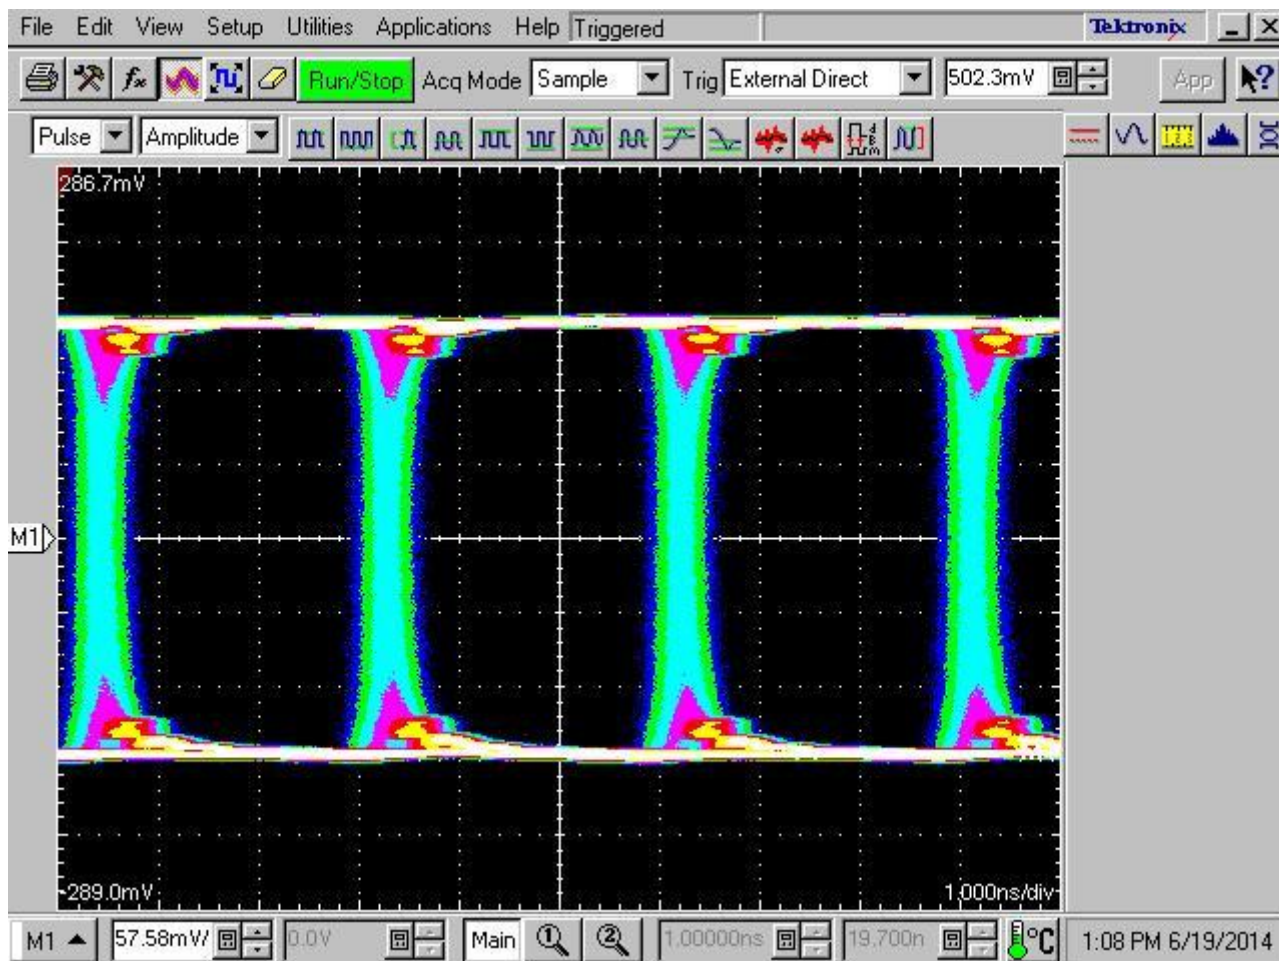 File Edit View Setup Utilities Applications Help Triggered Tektronix
Run/Stop Acq Mode Sample Trig External Direct 502.3mV App
Pulse Amplitude
286.7mV
M1
-289.0mV 1.000ns/div
M1 57.58mV/ 0.0V Main 1 2 1.00000ns 19.700n °C 1:08 PM 6/19/2014